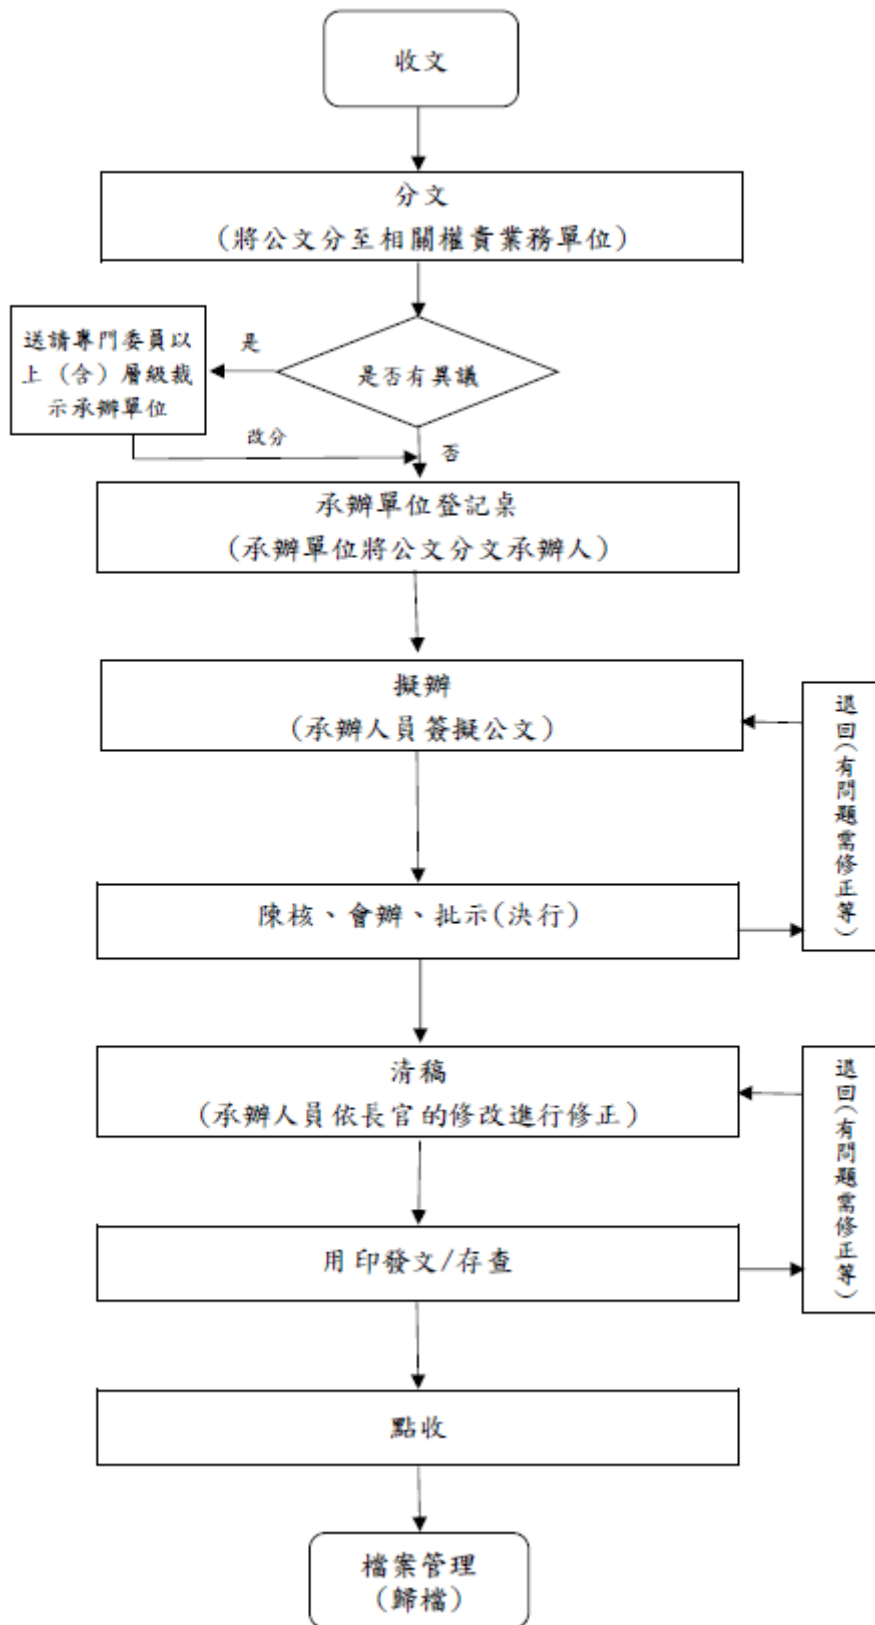 收文
分文
(將公文分至相關權責業務單位)
是否有異議
是
送請專門委員以
上(含)層級裁
示承辦單位
改分
否
承辦單位登記桌
(承辦單位將公文分文承辦人)
擬辦
(承辦人員簽擬公文)
退回(有問題需修正等)
陳核、會辦、批示(決行)
清稿
(承辦人員依長官的修改進行修正)
退回(有問題需修正等)
用印發文/存查
點收
檔案管理
(歸檔)